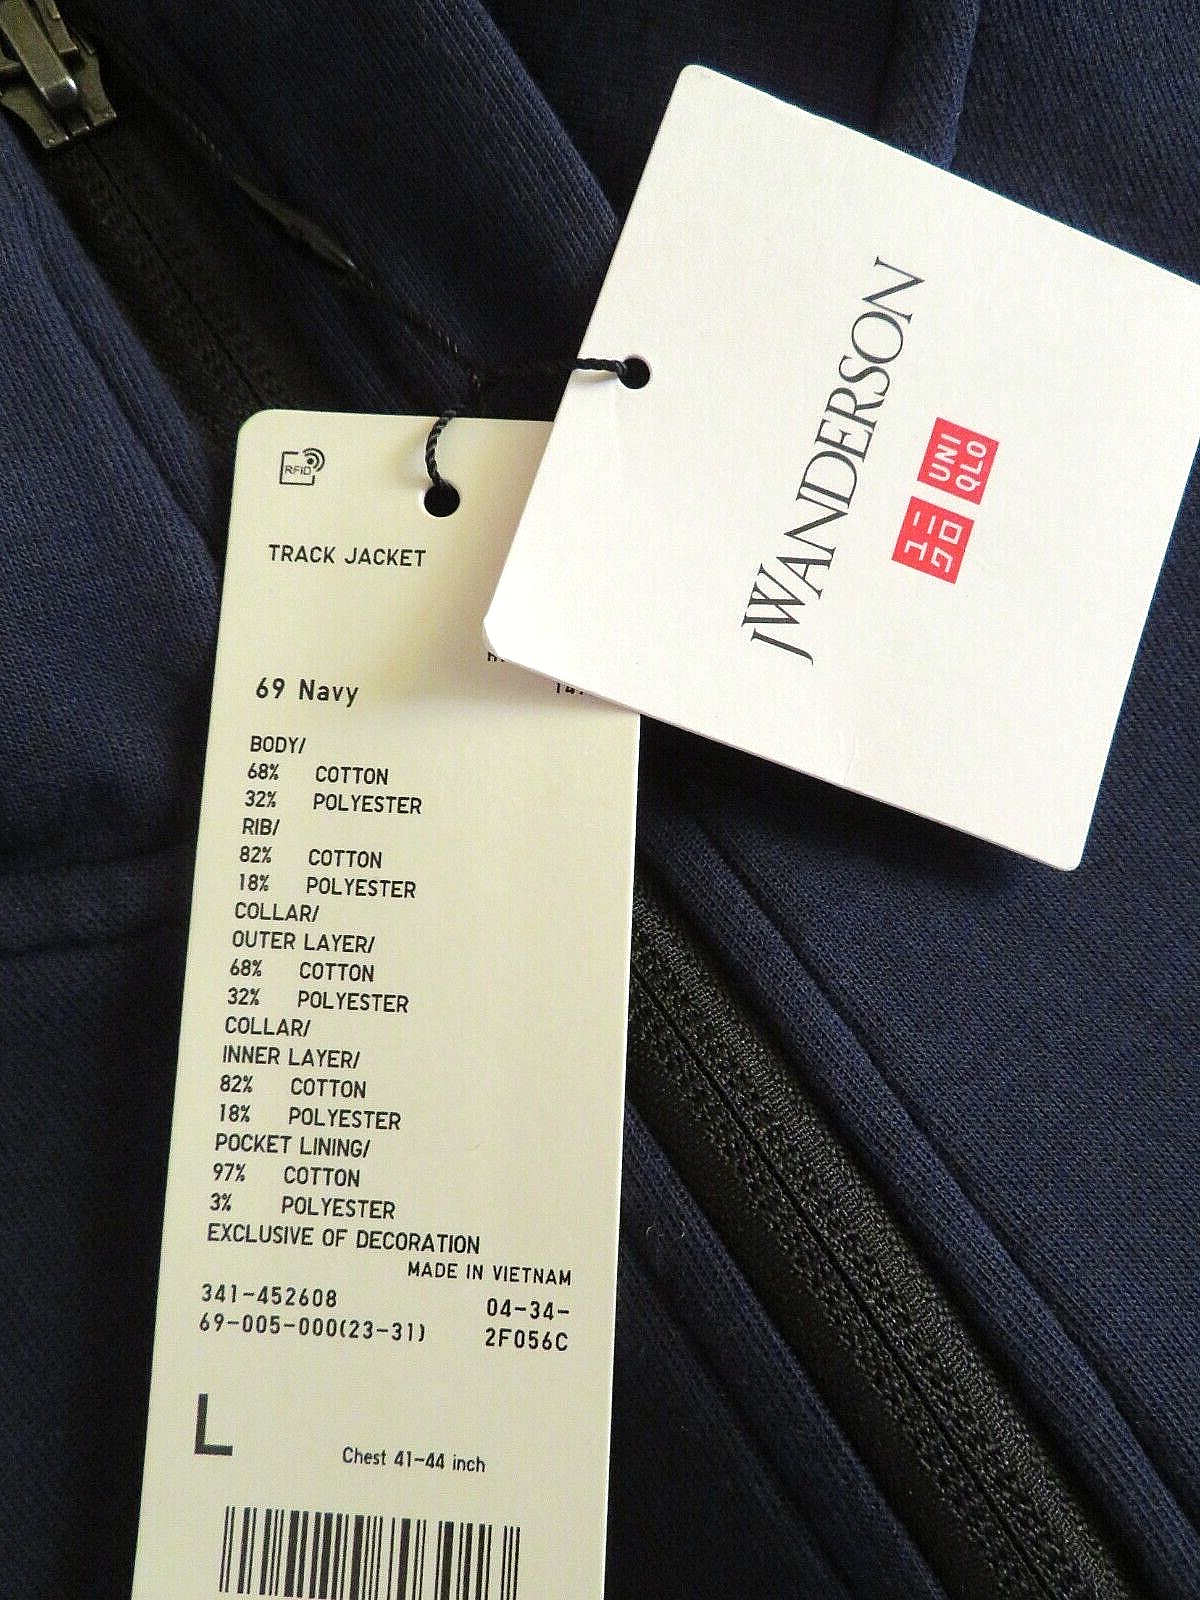 RFID
TRACK JACKET
69 Navy
BODY/
68% COTTON
32% POLYESTER
RIB/
82% COTTON
18% POLYESTER
COLLAR/
OUTER LAYER/
68% COTTON
32% POLYESTER
COLLAR/
INNER LAYER/
82% COTTON
18% POLYESTER
POCKET LINING/
97% COTTON
3% POLYESTER
EXCLUSIVE OF DECORATION
MADE IN VIETNAM
341-452608 04-34-
69-005-000(23-31) 2F056C
L
Chest 41-44 inch
JWANDERSON
ユニ
クロ
UNI
QLO